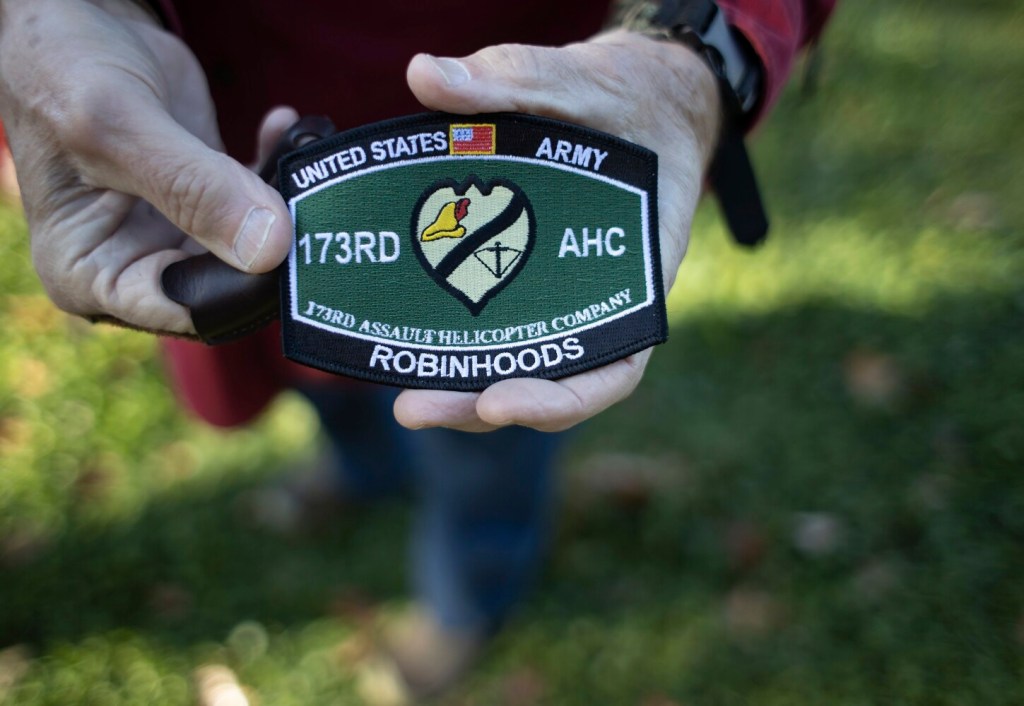 UNITED STATES ARMY
173RD AHC
173RD ASSAULT HELICOPTER COMPANY
ROBINHOODS